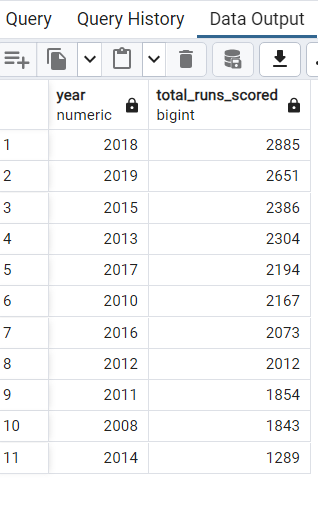 Query Query History Data Output
year total_runs_scored
numeric bigint
1 2018 2885
2 2019 2651
3 2015 2386
4 2013 2304
5 2017 2194
6 2010 2167
7 2016 2073
8 2012 2012
9 2011 1854
10 2008 1843
11 2014 1289